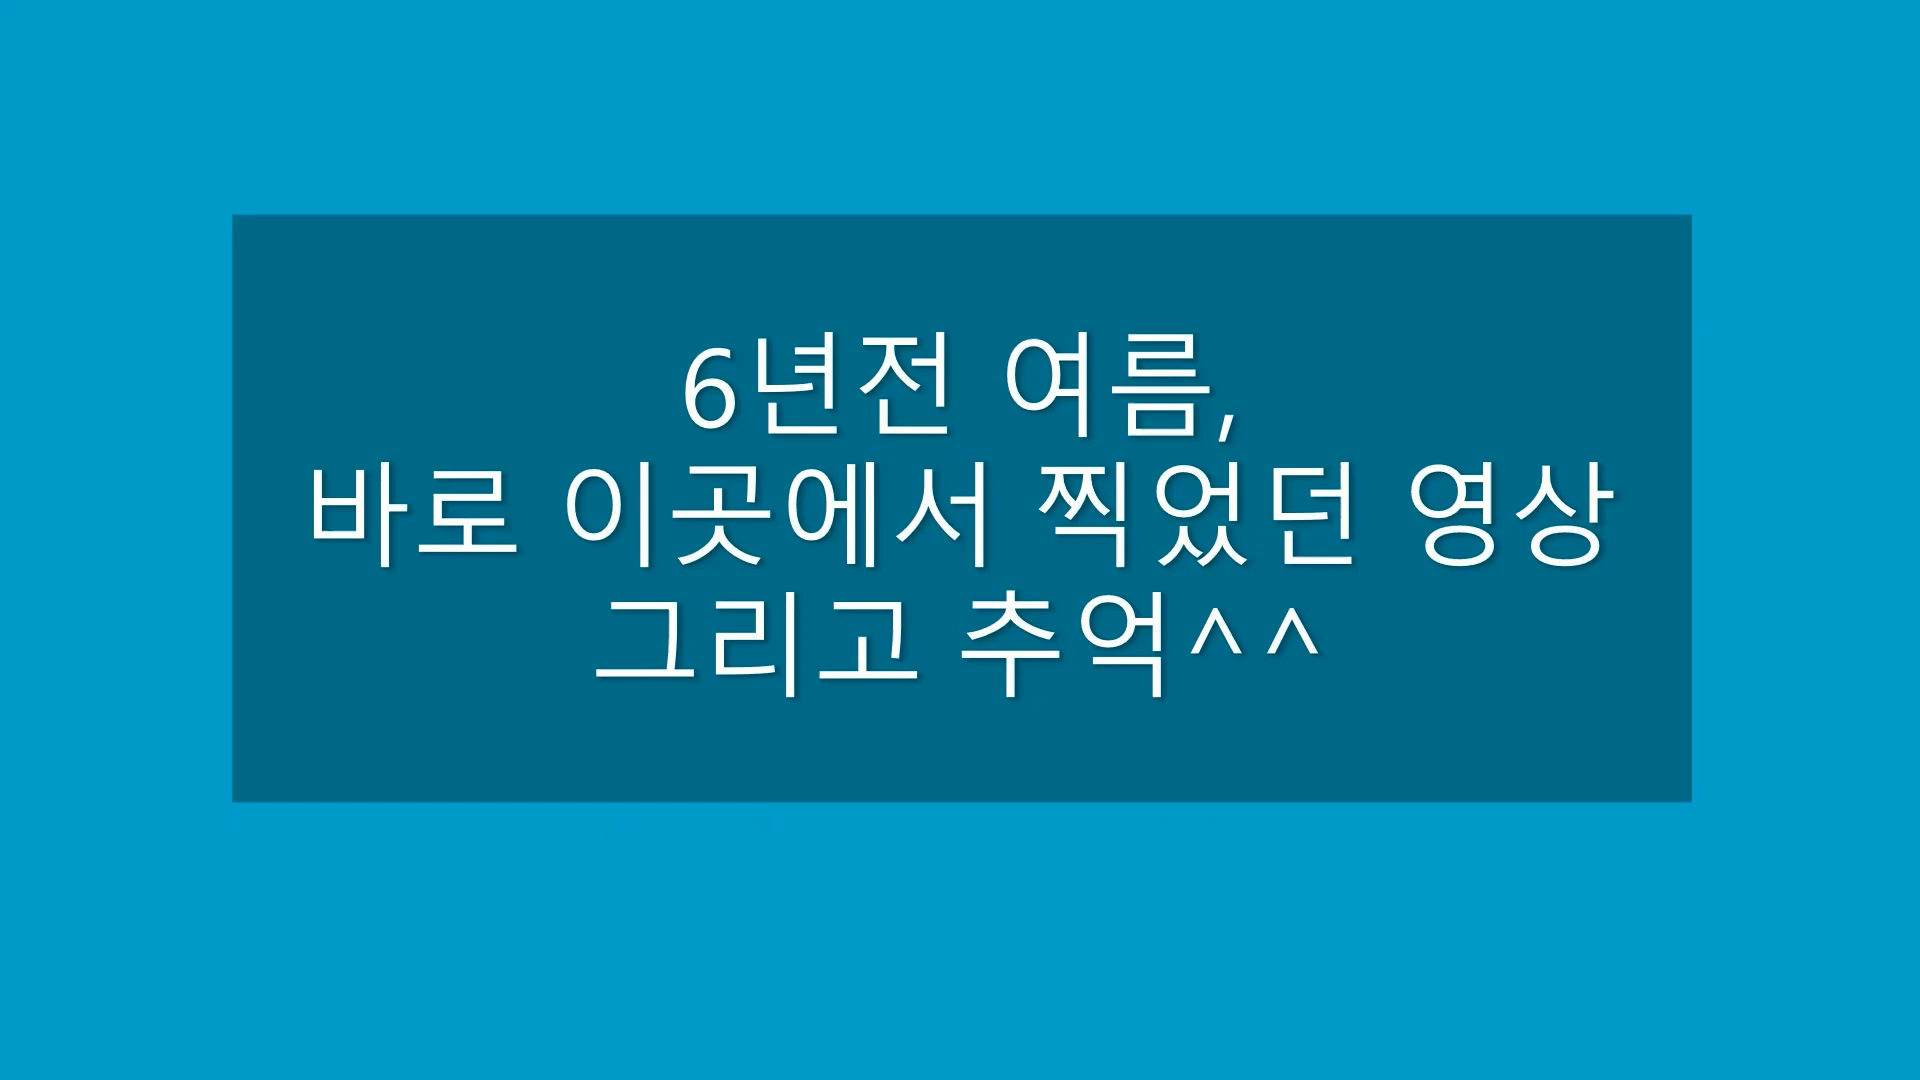 6년전 여름,
바로 이곳에서 찍었던 영상
그리고 추억^^